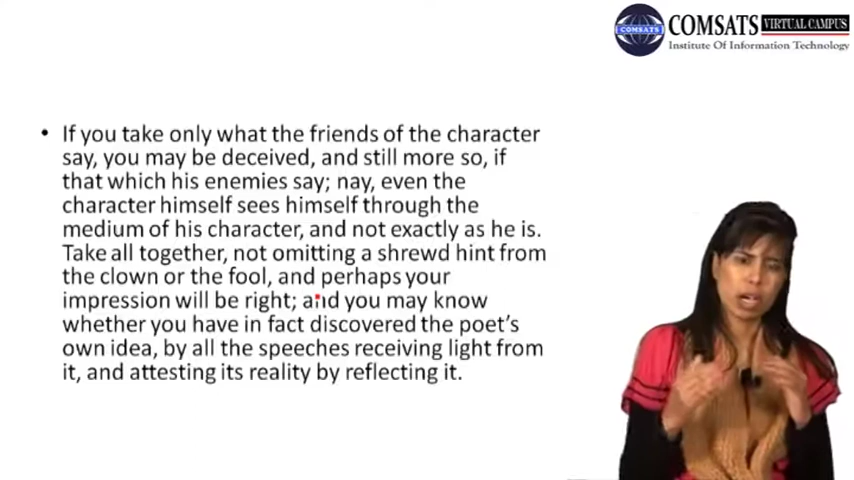 COMSATS
COMSATS VIRTUAL CAMPUS
Institute Of Information Technology
• If you take only what the friends of the character
say, you may be deceived, and still more so, if
that which his enemies say; nay, even the
character himself sees himself through the
medium of his character, and not exactly as he is.
Take all together, not omitting a shrewd hint from
the clown or the fool, and perhaps your
impression will be right; and you may know
whether you have in fact discovered the poet's
own idea, by all the speeches receiving light from
it, and attesting its reality by reflecting it.